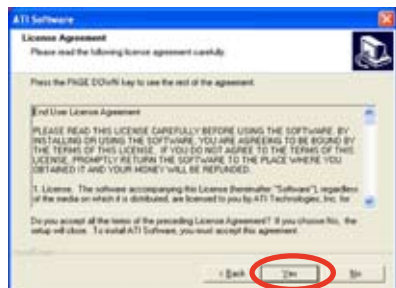 ATI Software
License Agreement
Please read the following license agreement carefully.
Press the PAGE DOWN key to see the rest of the agreement.
End User License Agreement
PLEASE READ THIS LICENSE CAREFULLY BEFORE USING THE SOFTWARE. BY
INSTALLING OR USING THE SOFTWARE, YOU ARE AGREEING TO BE BOUND BY
THE TERMS OF THIS LICENSE. IF YOU DO NOT AGREE TO THE TERMS OF THIS
LICENSE, PROMPTLY RETURN THE SOFTWARE TO THE PLACE WHERE YOU
OBTAINED IT AND YOUR MONEY WILL BE REFUNDED.
1. License. The software accompanying this License (hereinafter "Software"), regardless
of the media on which it is distributed, are licensed to you by ATI Technologies, Inc. for
Do you accept all the terms of the preceding License Agreement? If you choose No, the
setup will close. To install ATI Software, you must accept this agreement.
< Back Yes No